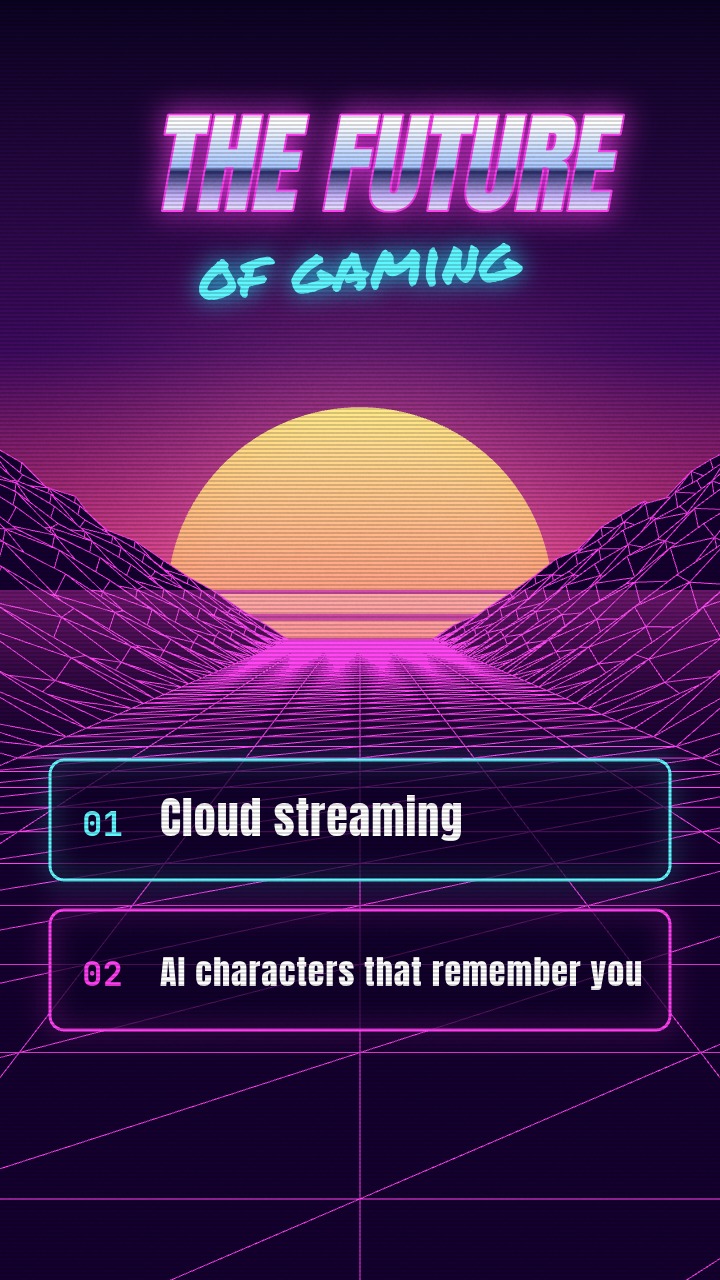 THE FUTURE
OF GAMING
01 Cloud streaming
02 AI characters that remember you